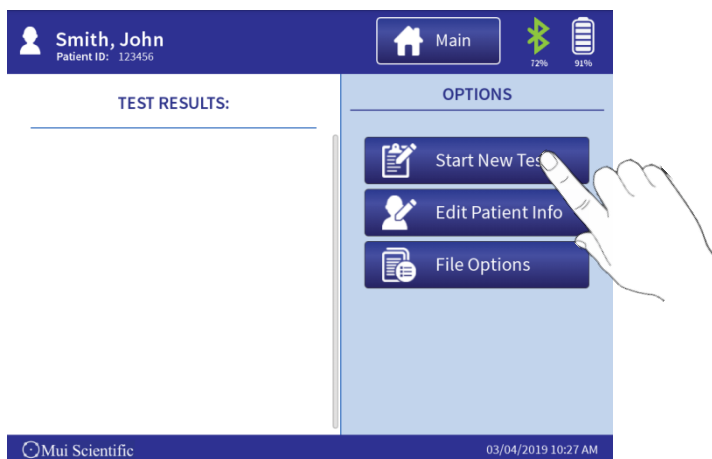 Smith, John
Patient ID: 123456
Main
72%
91%
TEST RESULTS:
OPTIONS
Start New Tes
Edit Patient Info
File Options
Mui Scientific
03/04/2019 10:27 AM